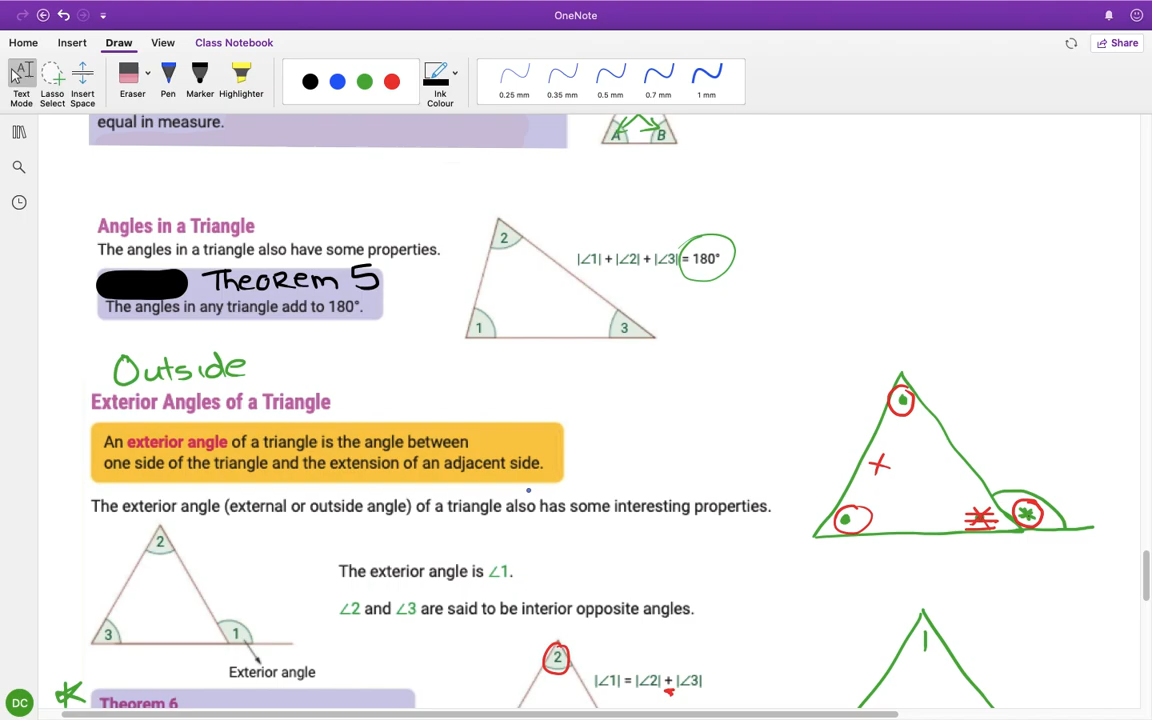 OneNote
Home Insert Draw View Class Notebook
Share
Text Mode
Lasso Select
Insert Space
Eraser
Pen
Marker
Highlighter
Ink Colour
0.25 mm
0.35 mm
0.5 mm
0.7 mm
1 mm
equal in measure.
A B
Angles in a Triangle
The angles in a triangle also have some properties.
Theorem 5
The angles in any triangle add to 180°.
2
1
3
|∠1| + |∠2| + |∠3| = 180°
Outside
Exterior Angles of a Triangle
An exterior angle of a triangle is the angle between
one side of the triangle and the extension of an adjacent side.
The exterior angle (external or outside angle) of a triangle also has some interesting properties.
2
3
1
Exterior angle
The exterior angle is ∠1.
∠2 and ∠3 are said to be interior opposite angles.
+
2
|∠1| = |∠2| + |∠3|
1
DC
Theorem 6